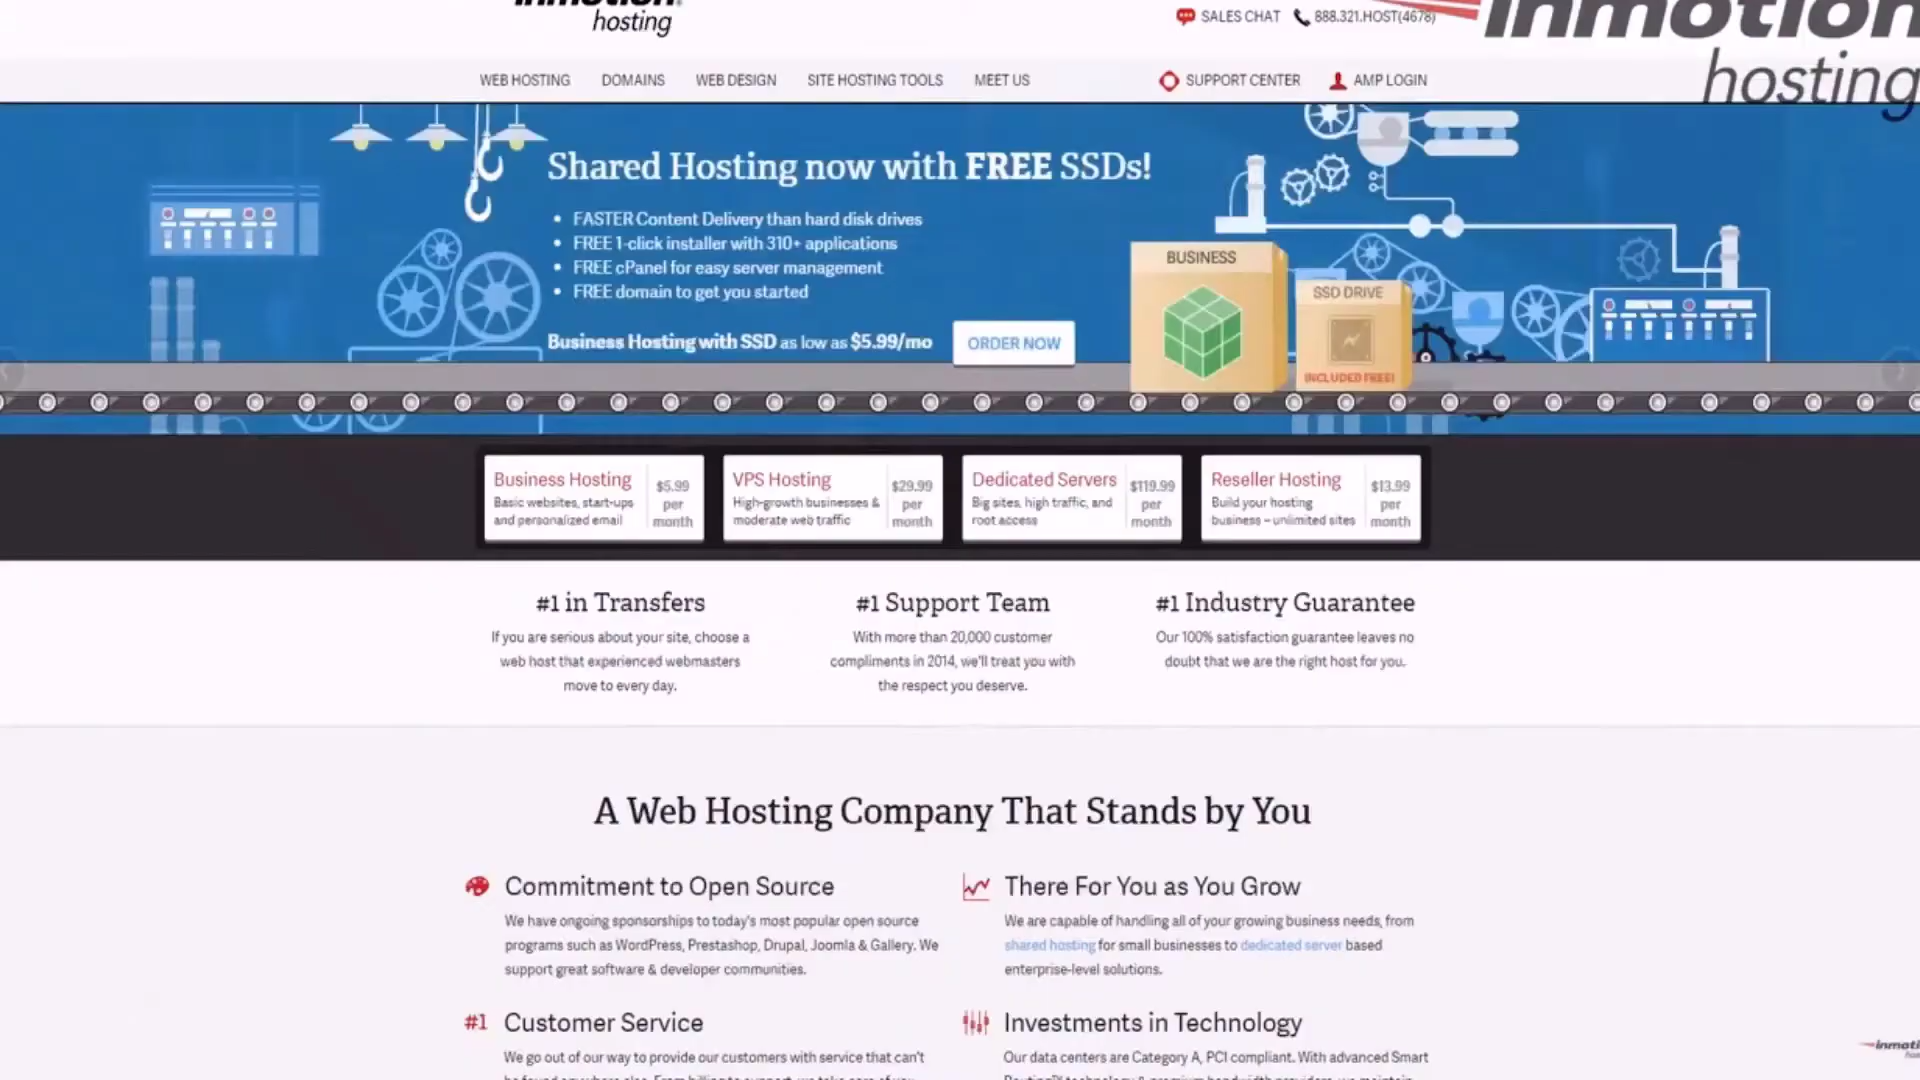 hosting
SALES CHAT 888.321.HOST(4678)
inmotion
hosting
WEB HOSTING DOMAINS WEB DESIGN SITE HOSTING TOOLS MEET US SUPPORT CENTER AMP LOGIN
Shared Hosting now with FREE SSDs!
• FASTER Content Delivery than hard disk drives
• FREE 1-click installer with 310+ applications
• FREE cPanel for easy server management
• FREE domain to get you started
Business Hosting with SSD as low as $5.99/mo
ORDER NOW
BUSINESS
SSD DRIVE
INCLUDED FREE!
Business Hosting
Basic websites, start-ups
and personalized email
$5.99
per
month
VPS Hosting
High-growth businesses &
moderate web traffic
$29.99
per
month
Dedicated Servers
Big sites, high traffic, and
root access
$119.99
per
month
Reseller Hosting
Build your hosting
business – unlimited sites
$13.99
per
month
#1 in Transfers
If you are serious about your site, choose a
web host that experienced webmasters
move to every day.
#1 Support Team
With more than 20,000 customer
compliments in 2014, we'll treat you with
the respect you deserve.
#1 Industry Guarantee
Our 100% satisfaction guarantee leaves no
doubt that we are the right host for you.
A Web Hosting Company That Stands by You
Commitment to Open Source
We have ongoing sponsorships to today's most popular open source
programs such as WordPress, Prestashop, Drupal, Joomla & Gallery. We
support great software & developer communities.
There For You as You Grow
We are capable of handling all of your growing business needs, from
shared hosting for small businesses to dedicated server based
enterprise-level solutions.
#1 Customer Service
We go out of our way to provide our customers with service that can't
Investments in Technology
Our data centers are Category A, PCI compliant. With advanced Smart